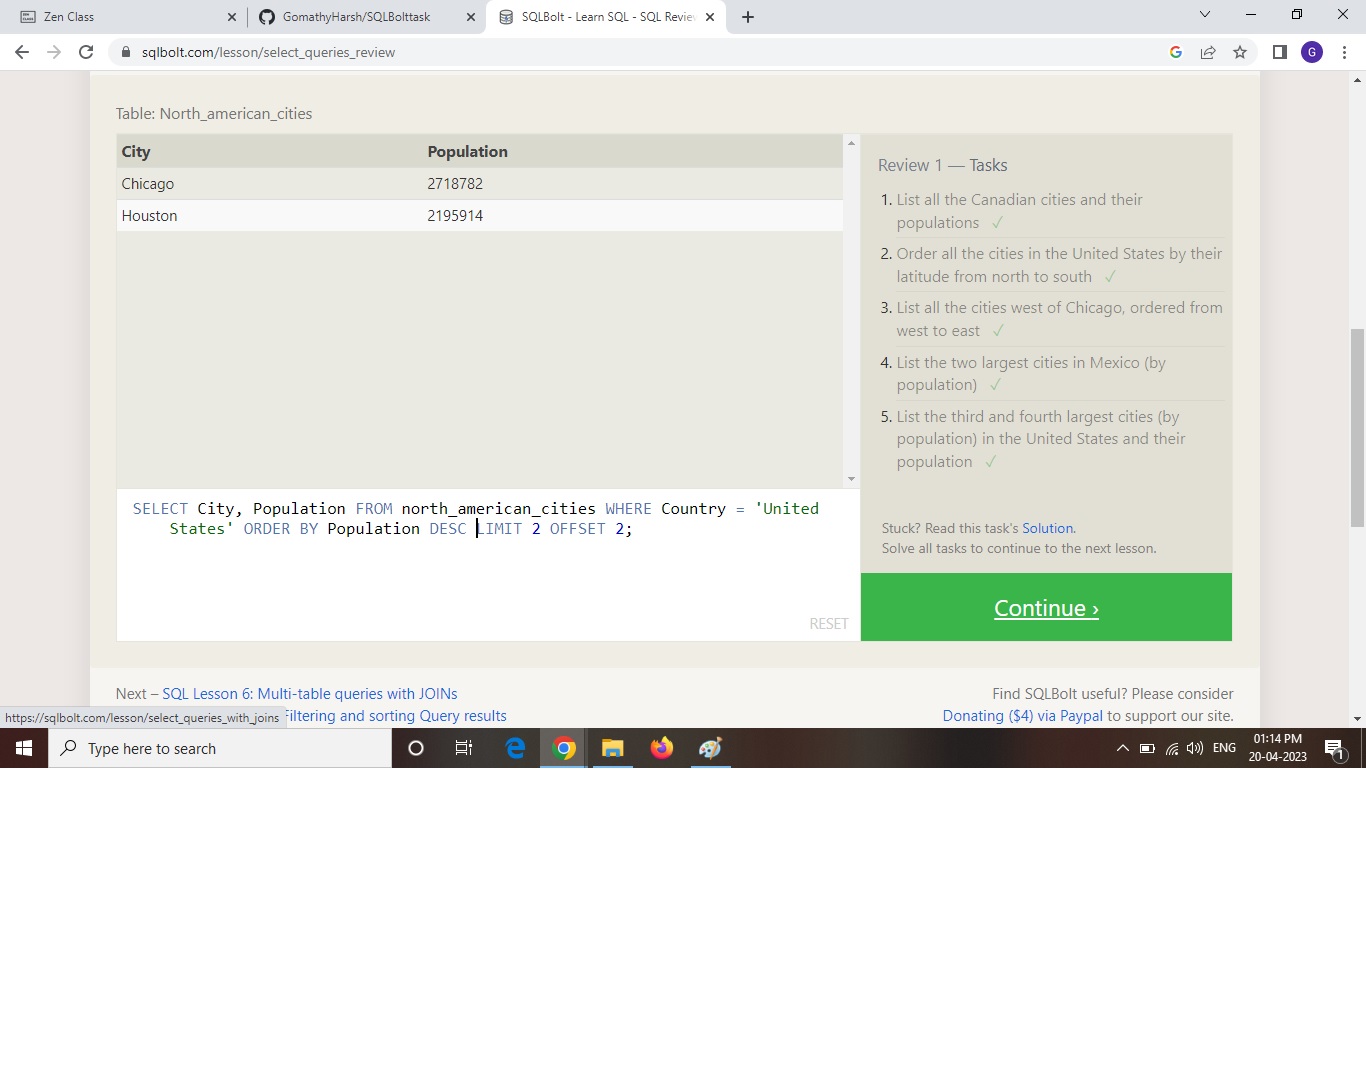 Zen Class
GomathyHarsh/SQLBolttask
SQLBolt - Learn SQL - SQL Review
sqlbolt.com/lesson/select_queries_review
G
Table: North_american_cities
City Population
Chicago 2718782
Houston 2195914
SELECT City, Population FROM north_american_cities WHERE Country = 'United
States' ORDER BY Population DESC LIMIT 2 OFFSET 2;
RESET
Review 1 — Tasks
1. List all the Canadian cities and their
populations ✓
2. Order all the cities in the United States by their
latitude from north to south ✓
3. List all the cities west of Chicago, ordered from
west to east ✓
4. List the two largest cities in Mexico (by
population) ✓
5. List the third and fourth largest cities (by
population) in the United States and their
population ✓
Stuck? Read this task's Solution.
Solve all tasks to continue to the next lesson.
Continue ›
Next – SQL Lesson 6: Multi-table queries with JOINs
Filtering and sorting Query results
Find SQLBolt useful? Please consider
Donating ($4) via Paypal to support our site.
https://sqlbolt.com/lesson/select_queries_with_joins
Type here to search
ENG
01:14 PM
20-04-2023
1